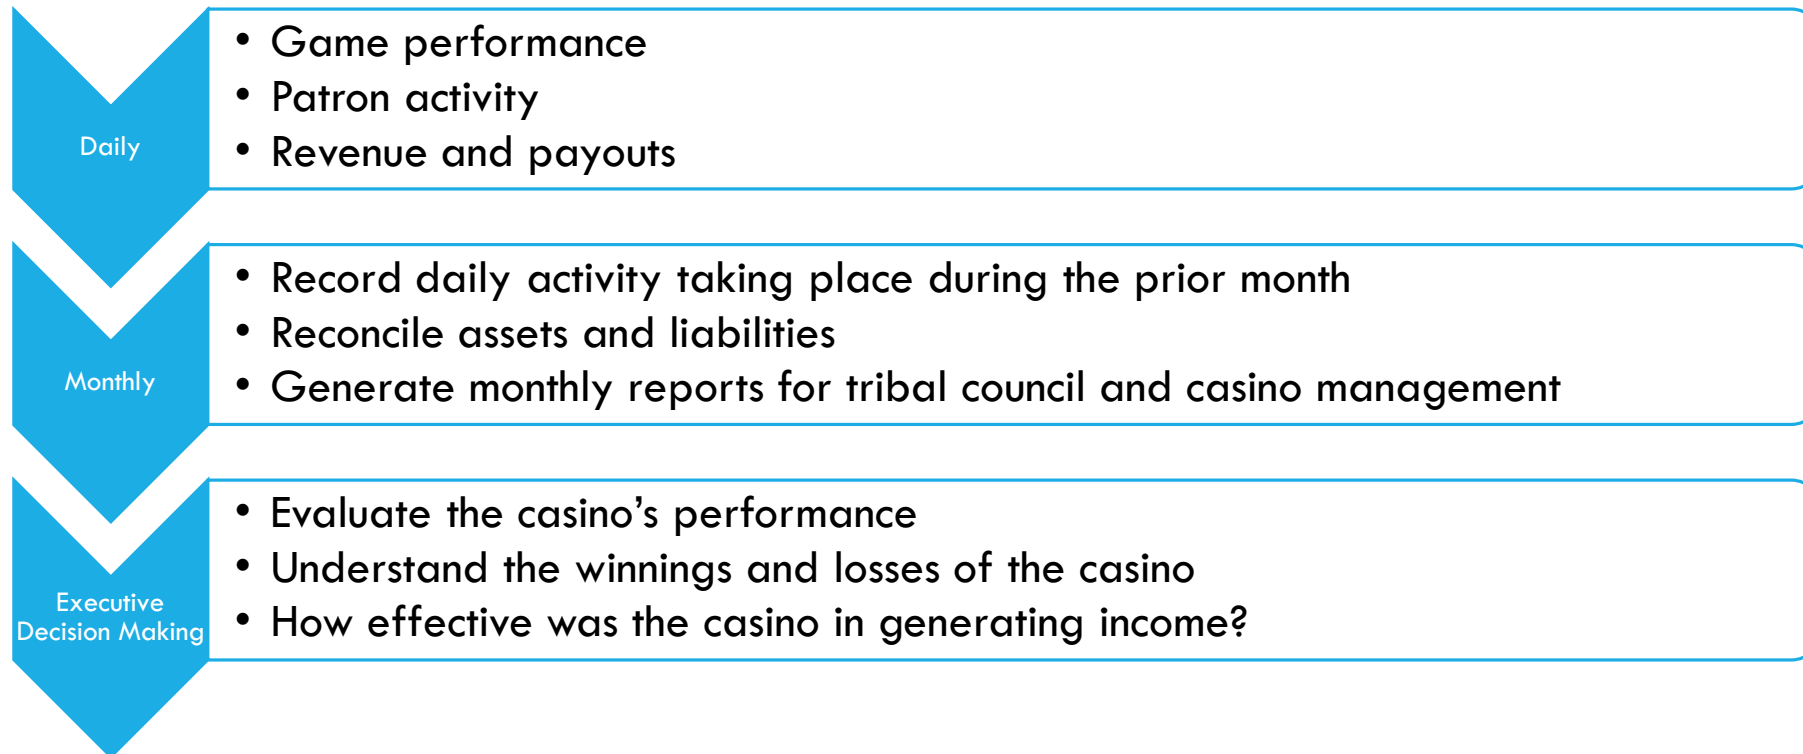 Daily
• Game performance
• Patron activity
• Revenue and payouts
Monthly
• Record daily activity taking place during the prior month
• Reconcile assets and liabilities
• Generate monthly reports for tribal council and casino management
Executive
Decision Making
• Evaluate the casino’s performance
• Understand the winnings and losses of the casino
• How effective was the casino in generating income?